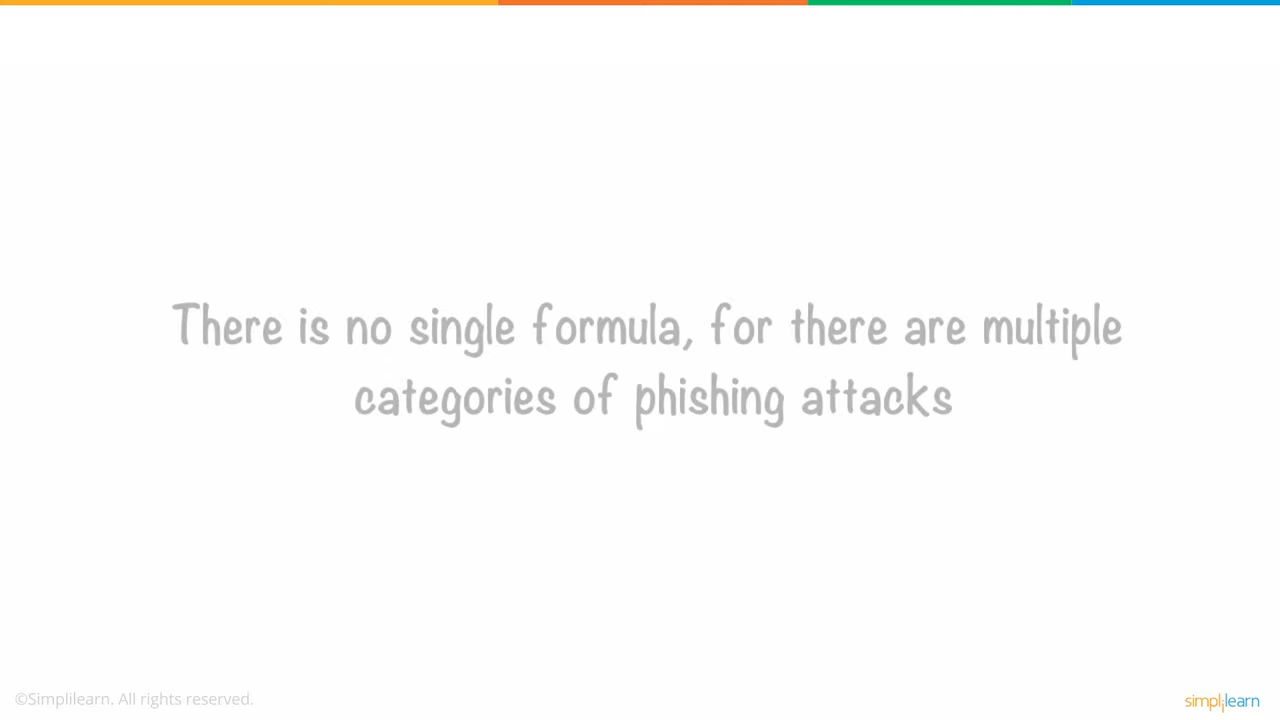 There is no single formula, for there are multiple
categories of phishing attacks
©Simplilearn. All rights reserved.
simplilearn